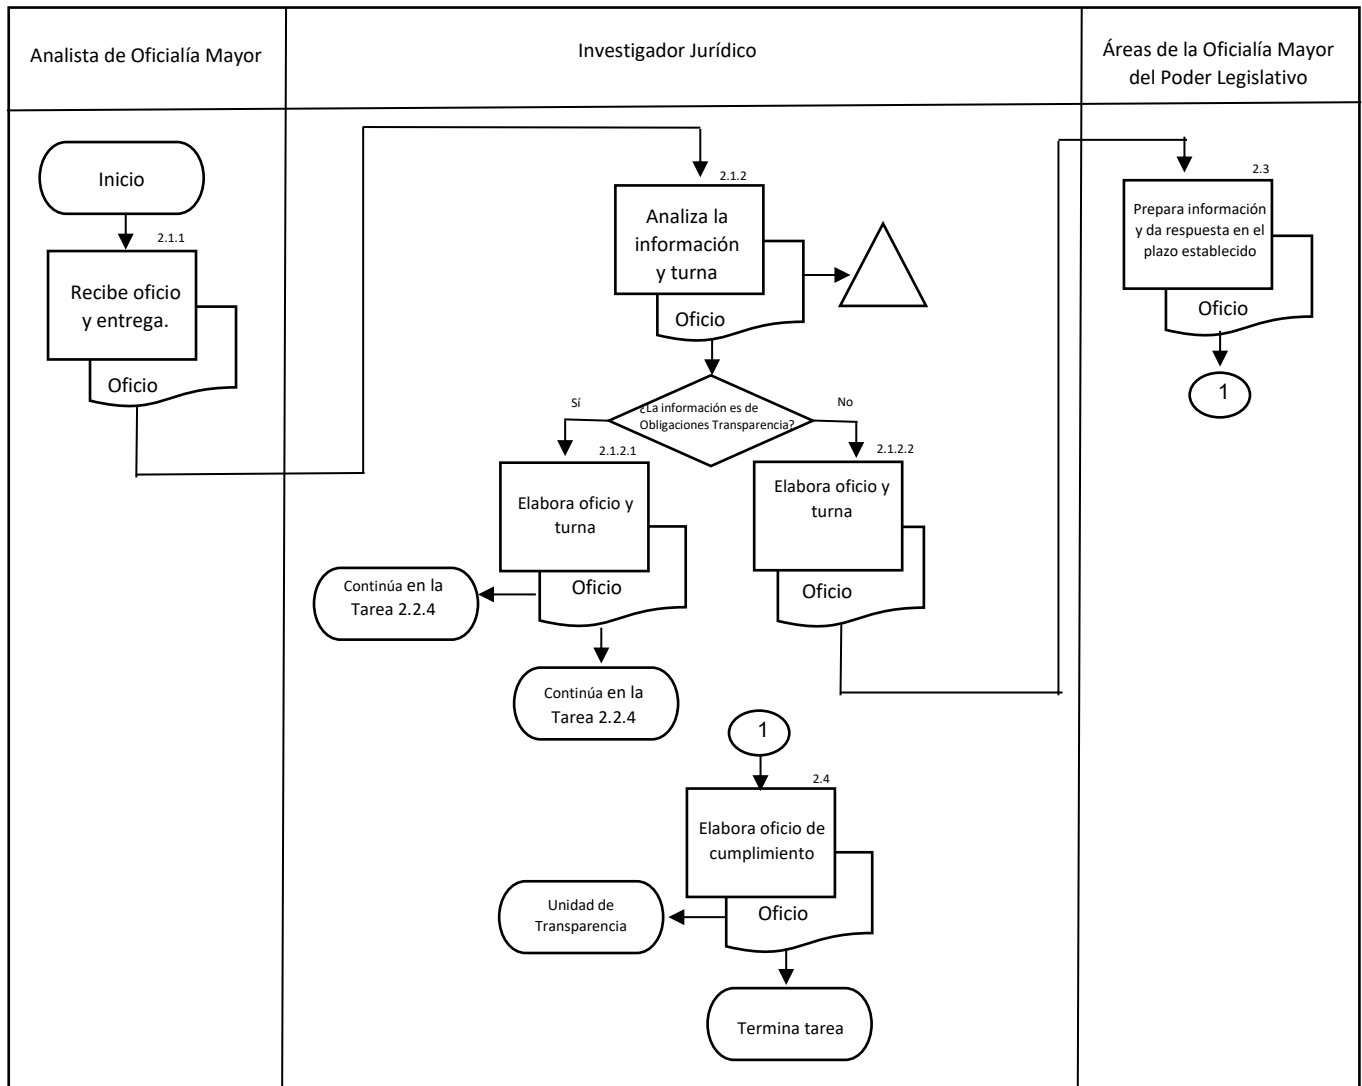 Analista de Oficialía Mayor
Investigador Jurídico
Áreas de la Oficialía Mayor
del Poder Legislativo
Inicio
2.1.1
Recibe oficio
y entrega.
Oficio
2.1.2
Analiza la
información
y turna
Oficio
¿La información es de
Obligaciones Transparencia?
Sí
No
2.1.2.1
Elabora oficio y
turna
Oficio
Continúa en la
Tarea 2.2.4
Continúa en la
Tarea 2.2.4
2.1.2.2
Elabora oficio y
turna
Oficio
2.3
Prepara información
y da respuesta en el
plazo establecido
Oficio
1
1
2.4
Elabora oficio de
cumplimiento
Oficio
Unidad de
Transparencia
Termina tarea